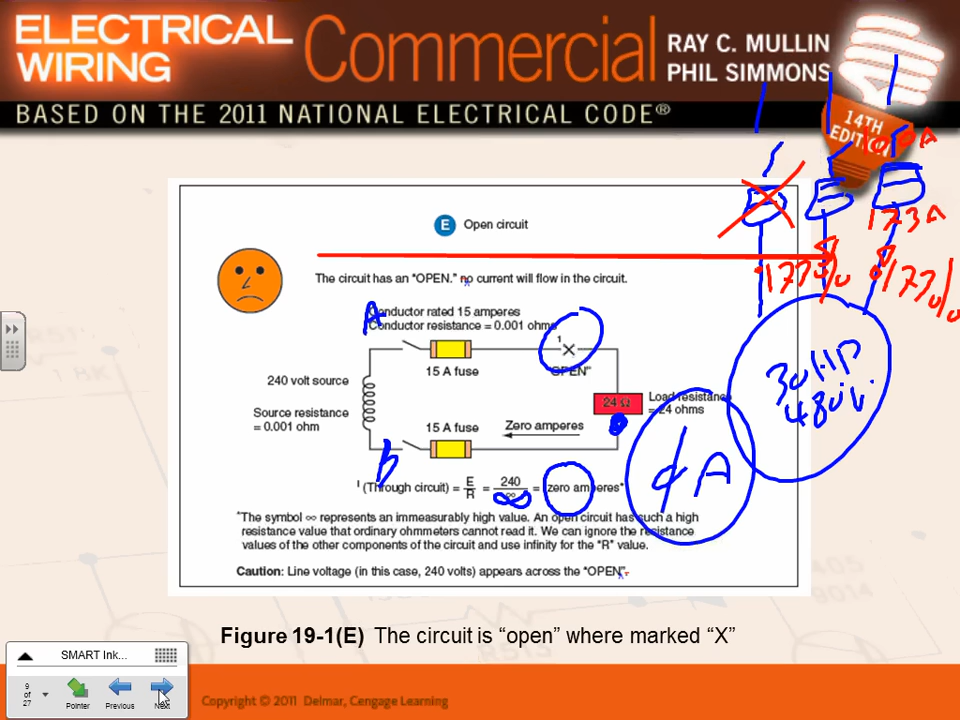 ELECTRICAL
WIRING
Commercial
RAY C. MULLIN
PHIL SIMMONS
BASED ON THE 2011 NATIONAL ELECTRICAL CODE®
14TH
EDITION
100A
173A
173%
173%
30HP
480V
E Open circuit
The circuit has an “OPEN.” no current will flow in the circuit.
A
Conductor rated 15 amperes
Conductor resistance = 0.001 ohms
1
15 A fuse
“OPEN”
240 volt source
Source resistance
= 0.001 ohm
24 Ω
Load resistance
= 24 ohms
15 A fuse
Zero amperes
b
¢A
1 (Through circuit) = E/R = 240/∞ = zero amperes*
∞
*The symbol ∞ represents an immeasurably high value. An open circuit has such a high
resistance value that ordinary ohmmeters cannot read it. We can ignore the resistance
values of the other components of the circuit and use infinity for the “R” value.
Caution: Line voltage (in this case, 240 volts) appears across the “OPEN”.
Figure 19-1(E) The circuit is “open” where marked “X”
SMART Ink...
9
of
27
Pointer
Previous
Next
Copyright © 2011 Delmar, Cengage Learning